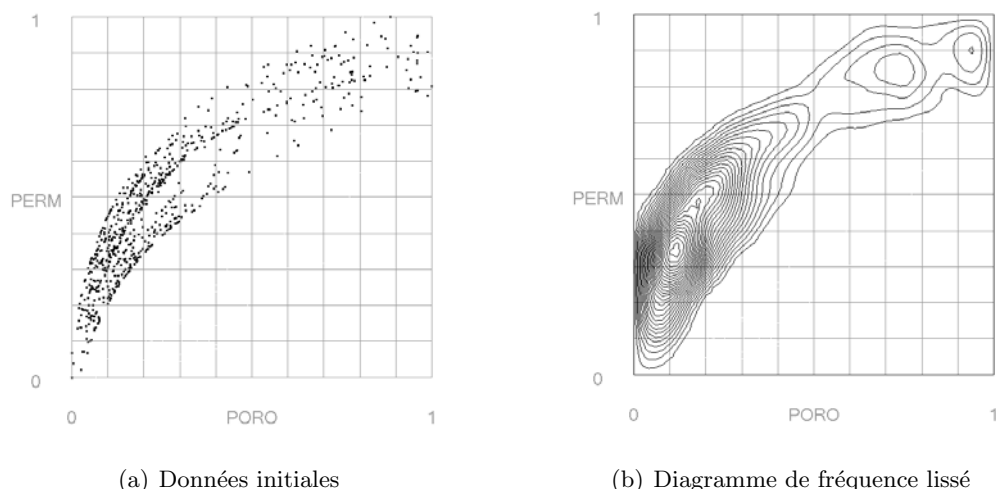 1
PERM
0
0
PORO
1
1
PERM
0
0
PORO
1
(a) Données initiales
(b) Diagramme de fréquence lissé